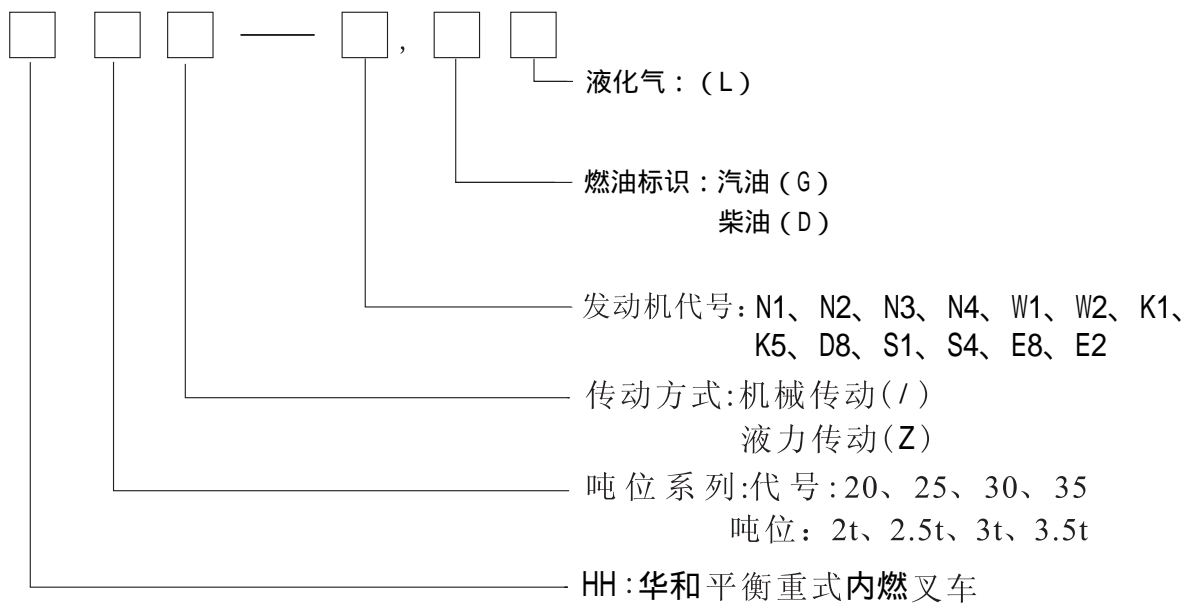 — ,
液化气：(L)
燃油标识：汽油(G)
柴油(D)
发动机代号：N1、N2、N3、N4、W1、W2、K1、
K5、D8、S1、S4、E8、E2
传动方式:机械传动(/)
液力传动(Z)
吨位系列:代号:20、25、30、35
吨位：2t、2.5t、3t、3.5t
HH:华和平衡重式内燃叉车